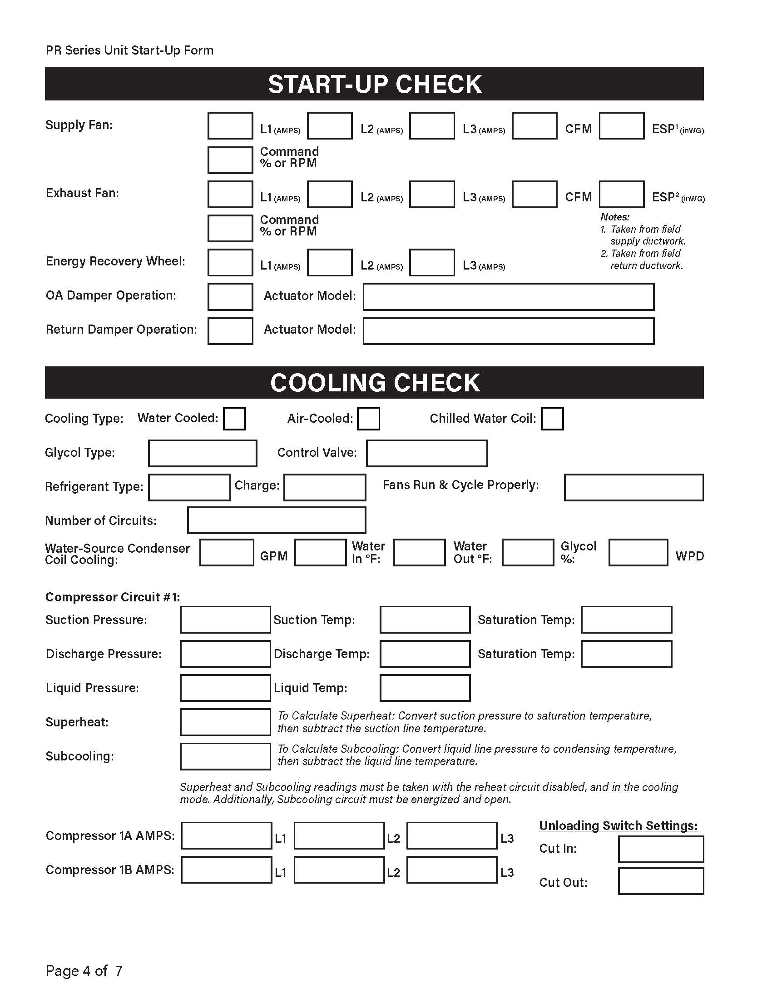 PR Series Unit Start-Up Form
START-UP CHECK
Supply Fan: L1 (AMPS) L2 (AMPS) L3 (AMPS) CFM ESP¹ (inWG)
Command
% or RPM
Exhaust Fan: L1 (AMPS) L2 (AMPS) L3 (AMPS) CFM ESP² (inWG)
Command
% or RPM
Notes:
1. Taken from field
supply ductwork.
2. Taken from field
return ductwork.
Energy Recovery Wheel: L1 (AMPS) L2 (AMPS) L3 (AMPS)
OA Damper Operation: Actuator Model:
Return Damper Operation: Actuator Model:
COOLING CHECK
Cooling Type: Water Cooled: Air-Cooled: Chilled Water Coil:
Glycol Type: Control Valve:
Refrigerant Type: Charge: Fans Run & Cycle Properly:
Number of Circuits:
Water-Source Condenser
Coil Cooling:
GPM
Water
In °F:
Water
Out °F:
Glycol
%:
WPD
Compressor Circuit #1:
Suction Pressure: Suction Temp: Saturation Temp:
Discharge Pressure: Discharge Temp: Saturation Temp:
Liquid Pressure: Liquid Temp:
Superheat:
To Calculate Superheat: Convert suction pressure to saturation temperature,
then subtract the suction line temperature.
Subcooling:
To Calculate Subcooling: Convert liquid line pressure to condensing temperature,
then subtract the liquid line temperature.
Superheat and Subcooling readings must be taken with the reheat circuit disabled, and in the cooling
mode. Additionally, Subcooling circuit must be energized and open.
Compressor 1A AMPS: L1 L2 L3
Compressor 1B AMPS: L1 L2 L3
Unloading Switch Settings:
Cut In:
Cut Out:
Page 4 of 7